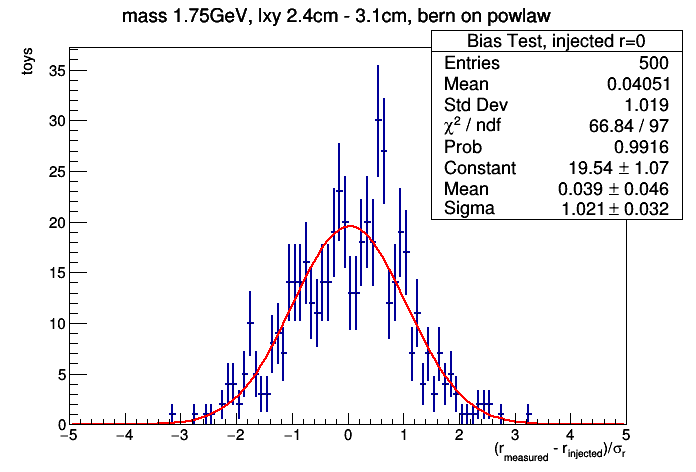 mass 1.75GeV, lxy 2.4cm - 3.1cm, bern on powlaw
toys
Bias Test, injected r=0
Entries 500
Mean 0.04051
Std Dev 1.019
χ² / ndf 66.84 / 97
Prob 0.9916
Constant 19.54 ± 1.07
Mean 0.039 ± 0.046
Sigma 1.021 ± 0.032
35
30
25
20
15
10
5
0
−5 −4 −3 −2 −1 0 1 2 3 4 5
(r_measured - r_injected)/σ_r